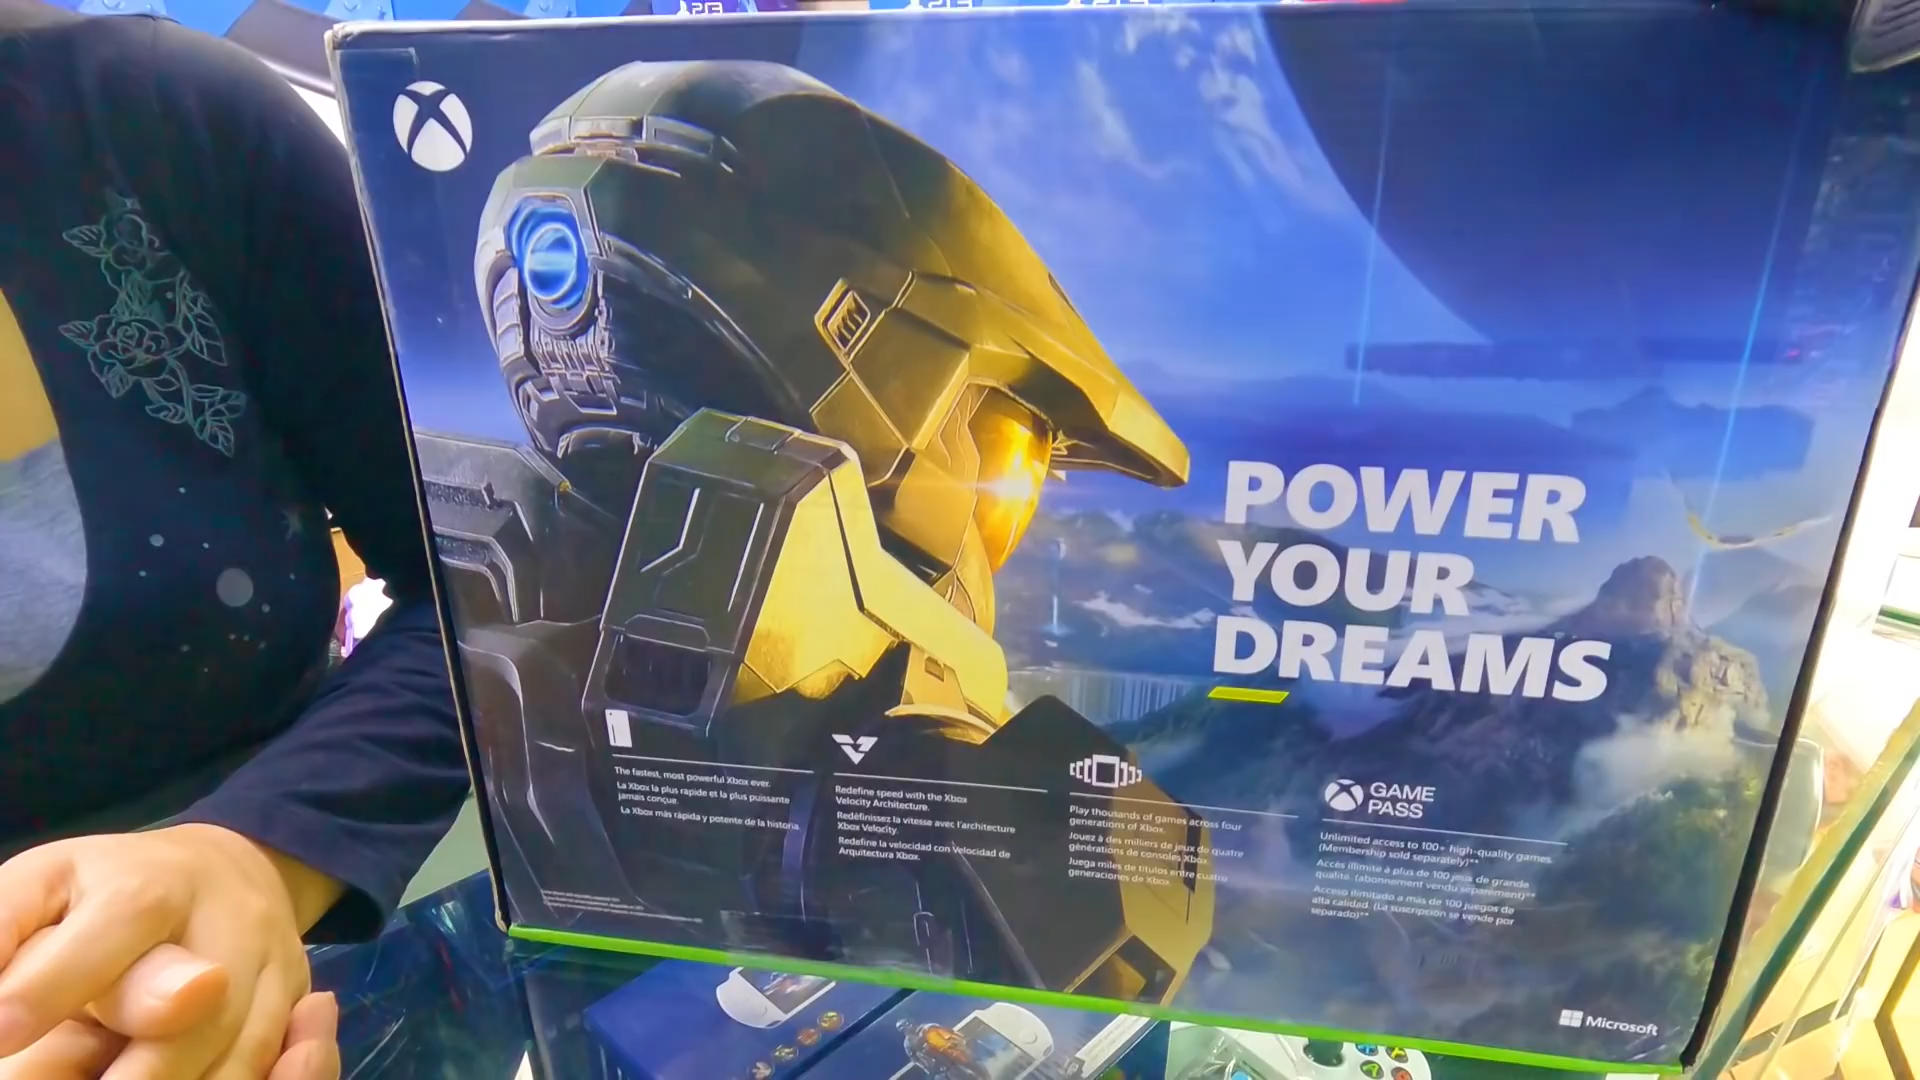 POWER
YOUR
DREAMS
The fastest, most powerful Xbox ever.
La Xbox la plus rapide et la plus puissante
jamais conçue.
La Xbox más rápida y potente de la historia.
Redefine speed with the Xbox
Velocity Architecture.
Redéfinissez la vitesse avec l'architecture
Xbox Velocity.
Redefine la velocidad con Velocidad de
Arquitectura Xbox.
Play thousands of games across four
generations of Xbox.
Jouez à des milliers de jeux de quatre
générations de consoles Xbox.
Juega miles de títulos entre cuatro
generaciones de Xbox.
GAME
PASS
Unlimited access to 100+ high-quality games.
(Membership sold separately)**
Accès illimité à plus de 100 jeux de grande
qualité. (abonnement vendu séparément)**
Acceso ilimitado a más de 100 juegos de
alta calidad. (La suscripción se vende por
separado)**
Microsoft